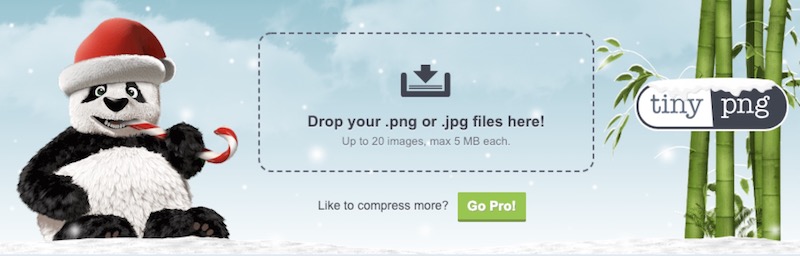 Drop your .png or .jpg files here!
Up to 20 images, max 5 MB each.
tiny png
Like to compress more? Go Pro!